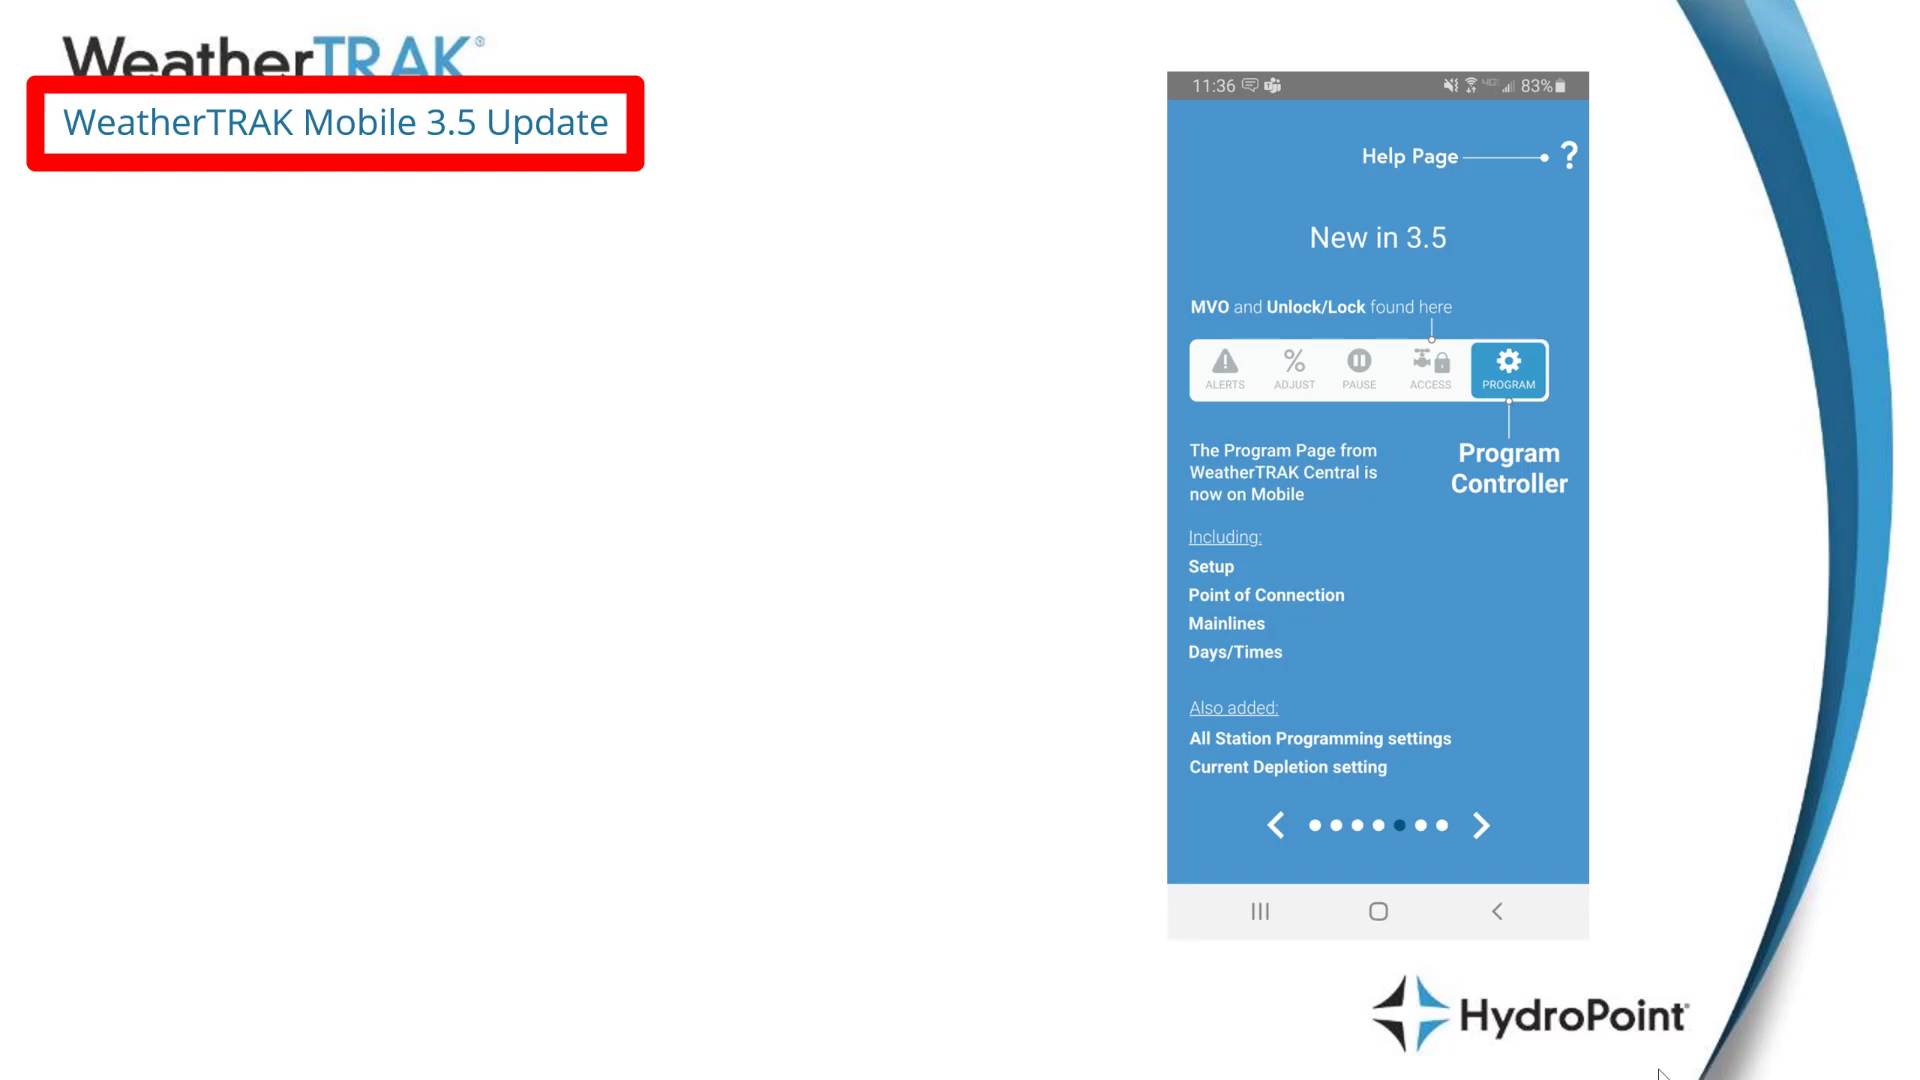 WeatherTRAK®
WeatherTRAK Mobile 3.5 Update
11:36
83%
Help Page
?
New in 3.5
MVO and Unlock/Lock found here
ALERTS
% ADJUST
PAUSE
ACCESS
PROGRAM
The Program Page from
WeatherTRAK Central is
now on Mobile
Program
Controller
Including:
Setup
Point of Connection
Mainlines
Days/Times
Also added:
All Station Programming settings
Current Depletion setting
HydroPoint